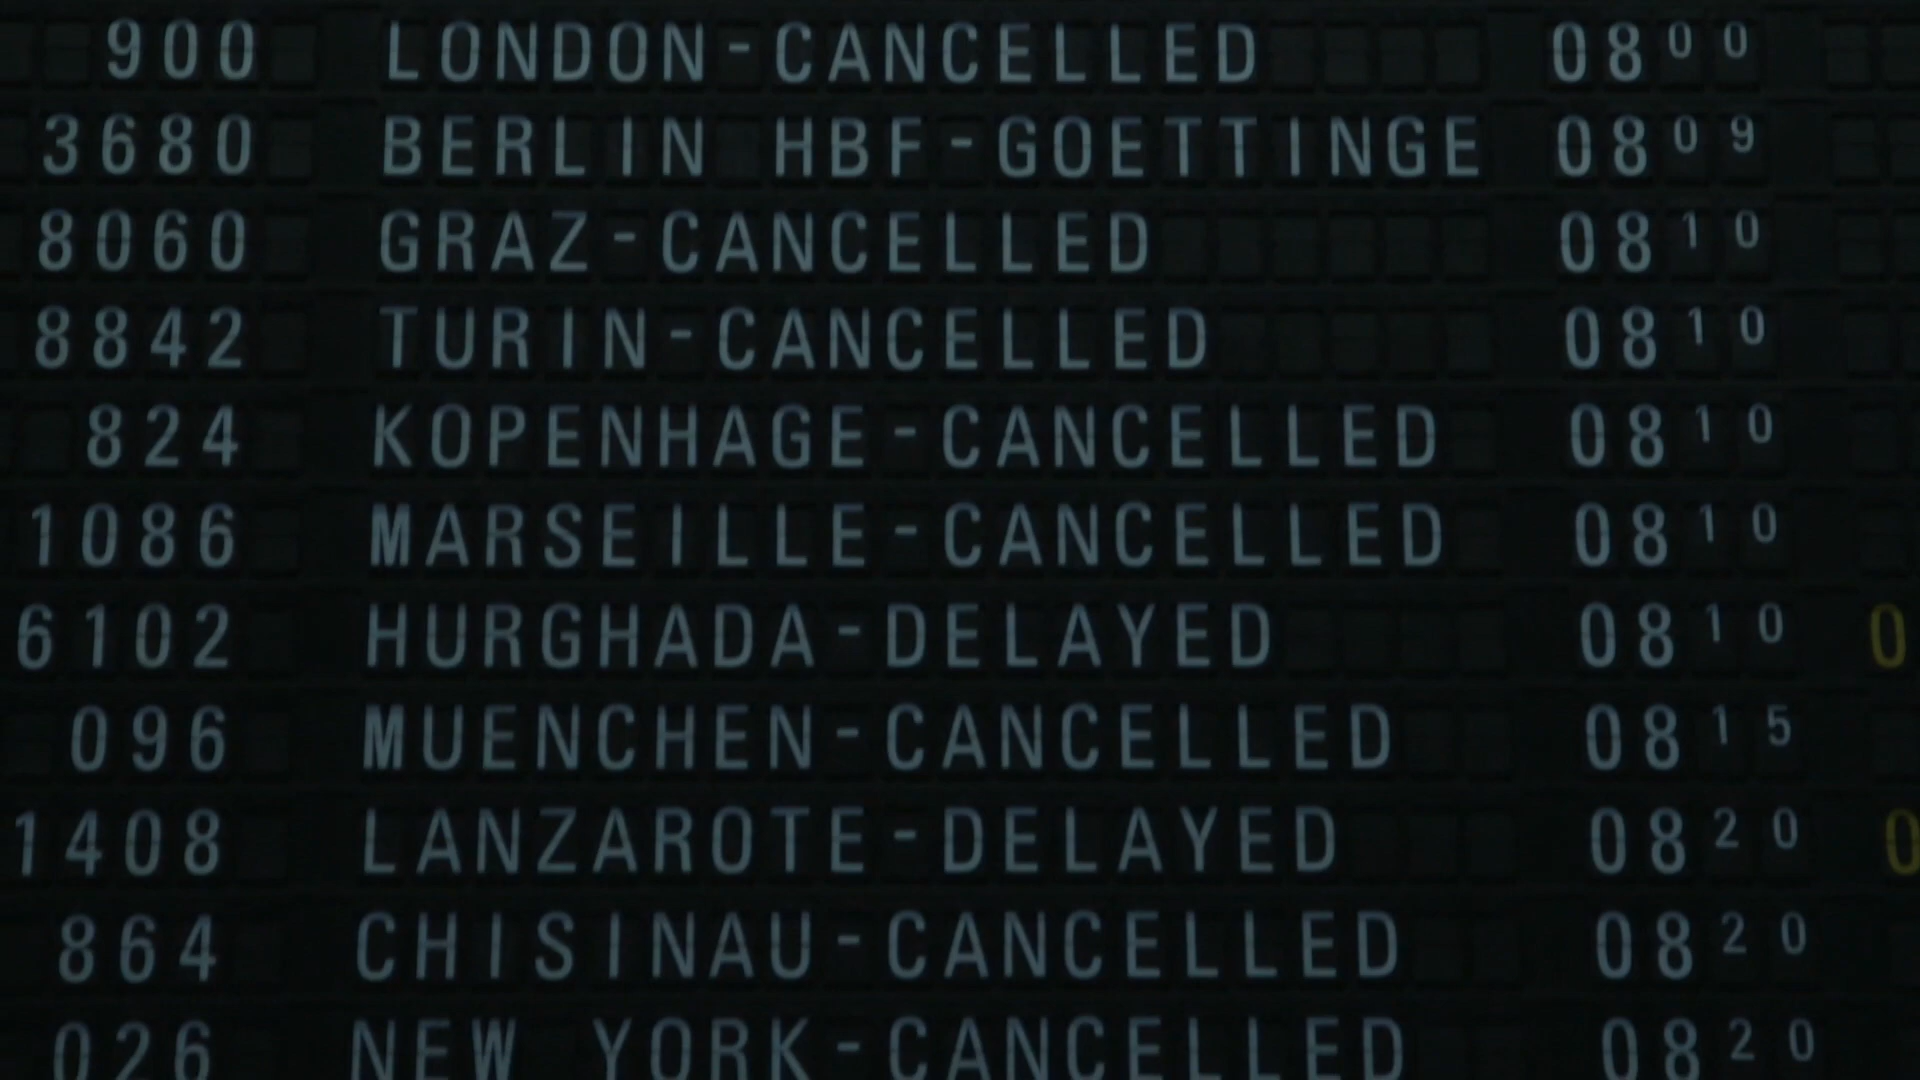 900 LONDON-CANCELLED 0800
3680 BERLIN HBF-GOETTINGE 0809
8060 GRAZ-CANCELLED 0810
8842 TURIN-CANCELLED 0810
824 KOPENHAGE-CANCELLED 0810
1086 MARSEILLE-CANCELLED 0810
6102 HURGHADA-DELAYED 0810 0
096 MUENCHEN-CANCELLED 0815
1408 LANZAROTE-DELAYED 0820 0
864 CHISINAU-CANCELLED 0820
026 NEW YORK-CANCELLED 0820